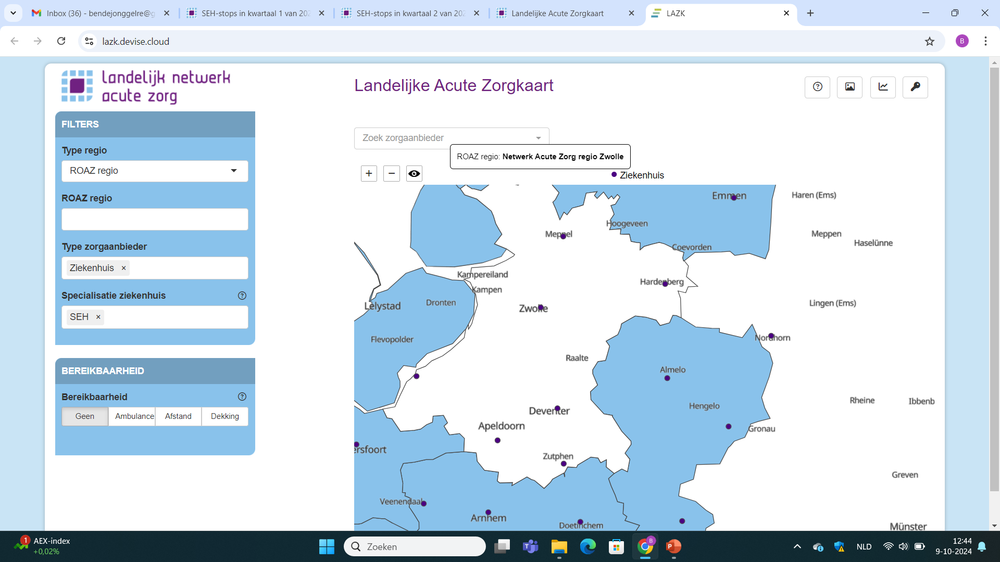 Inbox (36) - bendejonggelre@g
SEH-stops in kwartaal 1 van 202
SEH-stops in kwartaal 2 van 202
Landelijke Acute Zorgkaart
LAZK
lazk.devise.cloud
B
landelijk netwerk
acute zorg
Landelijke Acute Zorgkaart
FILTERS
Type regio
ROAZ regio
ROAZ regio
Type zorgaanbieder
Ziekenhuis ×
Specialisatie ziekenhuis
SEH ×
BEREIKBAARHEID
Bereikbaarheid
Geen Ambulance Afstand Dekking
Zoek zorgaanbieder
ROAZ regio: Netwerk Acute Zorg regio Zwolle
+ −
Ziekenhuis
Emmen
Haren (Ems)
Hoogeveen
Meppel
Meppen
Haselünne
Coevorden
Kampereiland
Kampen
Hardenberg
Lelystad
Dronten
Zwolle
Lingen (Ems)
Flevopolder
Nordhorn
Raalte
Almelo
Hengelo
Rheine
Ibbenb
Deventer
Apeldoorn
Gronau
ersfoort
Zutphen
Greven
Veenendaal
Arnhem
Doetinchem
Münster
1
AEX-index
+0,02%
Zoeken
B
NLD
12:44
9-10-2024